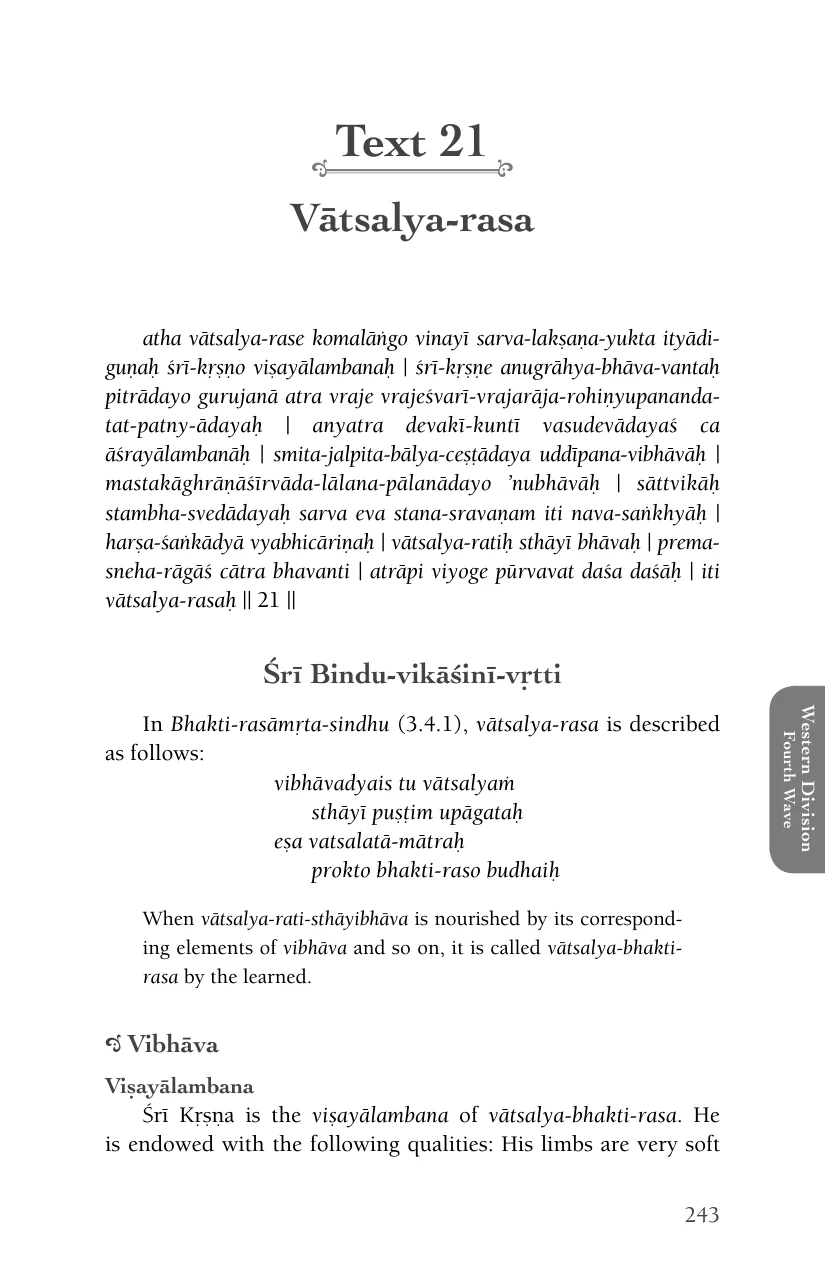 Text 21
Vātsalya-rasa
atha vātsalya-rase komalāṅgo vinayī sarva-lakṣaṇa-yukta ityādi-
guṇaḥ śrī-kṛṣṇo viṣayālambanaḥ | śrī-kṛṣṇe anugrāhya-bhāva-vantaḥ
pitrādayo gurujanā atra vraje vrajeśvarī-vrajarāja-rohiṇyupananda-
tat-patny-ādayaḥ | anyatra devakī-kuntī vasudevādayaś ca
āśrayālambanāḥ | smita-jalpita-bālya-ceṣṭādaya uddīpana-vibhāvāḥ |
mastakāghrāṇāśīrvāda-lālana-pālanādayo ’nubhāvāḥ | sāttvikāḥ
stambha-svedādayaḥ sarva eva stana-sravaṇam iti nava-saṅkhyāḥ |
harṣa-śaṅkādyā vyabhicāriṇaḥ | vātsalya-ratiḥ sthāyī bhāvaḥ | prema-
sneha-rāgāś cātra bhavanti | atrāpi viyoge pūrvavat daśa daśāḥ | iti
vātsalya-rasaḥ || 21 ||
Śrī Bindu-vikāśinī-vṛtti
In Bhakti-rasāmṛta-sindhu (3.4.1), vātsalya-rasa is described
as follows:
vibhāvadyais tu vātsalyaṁ
sthāyī puṣṭim upāgataḥ
eṣa vatsalatā-mātraḥ
prokto bhakti-raso budhaiḥ
When vātsalya-rati-sthāyibhāva is nourished by its correspond-
ing elements of vibhāva and so on, it is called vātsalya-bhakti-
rasa by the learned.
Vibhāva
Viṣayālambana
Śrī Kṛṣṇa is the viṣayālambana of vātsalya-bhakti-rasa. He
is endowed with the following qualities: His limbs are very soft
Western Division
Fourth Wave
243